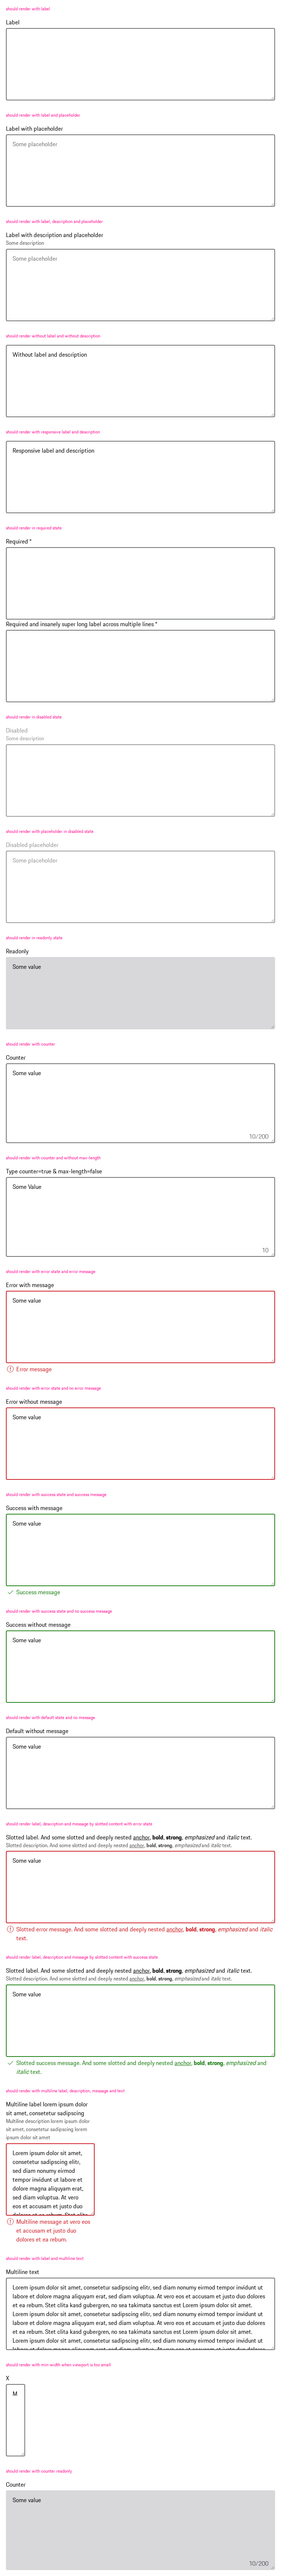 should render with label
Label
should render with label and placeholder
Label with placeholder
Some placeholder
should render with label, description and placeholder
Label with description and placeholder
Some description
Some placeholder
should render without label and without description
Without label and description
should render with responsive label and description
Responsive label and description
should render in required state
Required *
Required and insanely super long label across multiple lines *
should render in disabled state
Disabled
Some description
should render with placeholder in disabled state
Disabled placeholder
Some placeholder
should render in readonly state
Readonly
Some value
should render with counter
Counter
Some value
10/200
should render with counter and without max-length
Type counter=true & max-length=false
Some Value
10
should render with error state and error message
Error with message
Some value
Error message
should render with error state and no error message
Error without message
Some value
should render with success state and success message
Success with message
Some value
Success message
should render with success state and no success message
Success without message
Some value
should render with default state and no message
Default without message
Some value
should render label, description and message by slotted content with error state
Slotted label. And some slotted and deeply nested anchor, bold, strong, emphasized and italic text.
Slotted description. And some slotted and deeply nested anchor, bold, strong, emphasized and italic text.
Some value
Slotted error message. And some slotted and deeply nested anchor, bold, strong, emphasized and italic
text.
should render label, description and message by slotted content with success state
Slotted label. And some slotted and deeply nested anchor, bold, strong, emphasized and italic text.
Slotted description. And some slotted and deeply nested anchor, bold, strong, emphasized and italic text.
Some value
Slotted success message. And some slotted and deeply nested anchor, bold, strong, emphasized and
italic text.
should render with multiline label, description, message and text
Multiline label lorem ipsum dolor
sit amet, consetetur sadipscing
Multiline description lorem ipsum dolor
sit amet, consetetur sadipscing lorem
ipsum dolor sit amet
Lorem ipsum dolor sit amet,
consetetur sadipscing elitr,
sed diam nonumy eirmod
tempor invidunt ut labore et
dolore magna aliquyam erat,
sed diam voluptua. At vero
eos et accusam et justo duo
dolores et ea rebum. Stet clita
Multiline message at vero eos
et accusam et justo duo
dolores et ea rebum.
should render with label and multiline text
Multiline text
Lorem ipsum dolor sit amet, consetetur sadipscing elitr, sed diam nonumy eirmod tempor invidunt ut
labore et dolore magna aliquyam erat, sed diam voluptua. At vero eos et accusam et justo duo dolores
et ea rebum. Stet clita kasd gubergren, no sea takimata sanctus est Lorem ipsum dolor sit amet.
Lorem ipsum dolor sit amet, consetetur sadipscing elitr, sed diam nonumy eirmod tempor invidunt ut
labore et dolore magna aliquyam erat, sed diam voluptua. At vero eos et accusam et justo duo dolores
et ea rebum. Stet clita kasd gubergren, no sea takimata sanctus est Lorem ipsum dolor sit amet.
Lorem ipsum dolor sit amet, consetetur sadipscing elitr, sed diam nonumy eirmod tempor invidunt ut
labore et dolore magna aliquyam erat, sed diam voluptua. At vero eos et accusam et justo duo dolores
should render with min-width when viewport is too small
X
M
should render with counter readonly
Counter
Some value
10/200